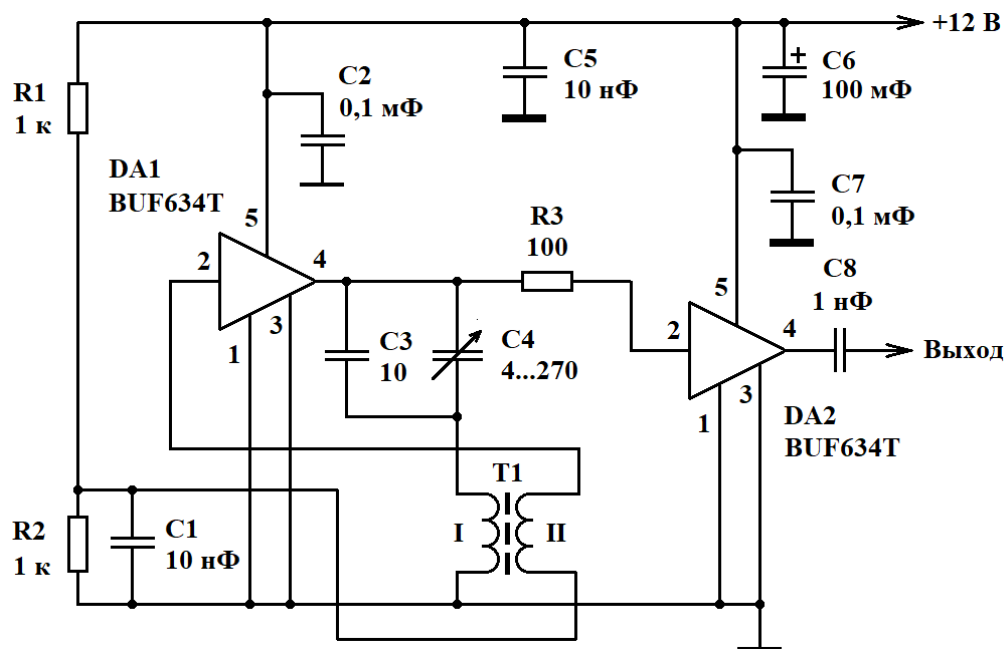 +12 В
R1
1 к
C2
0,1 мФ
C5
10 нФ
+
C6
100 мФ
DA1
BUF634T
5
2
4
1
3
C3
10
C4
4...270
R3
100
C7
0,1 мФ
C8
1 нФ
5
2
4
1
3
Выход
DA2
BUF634T
T1
I
II
R2
1 к
C1
10 нФ